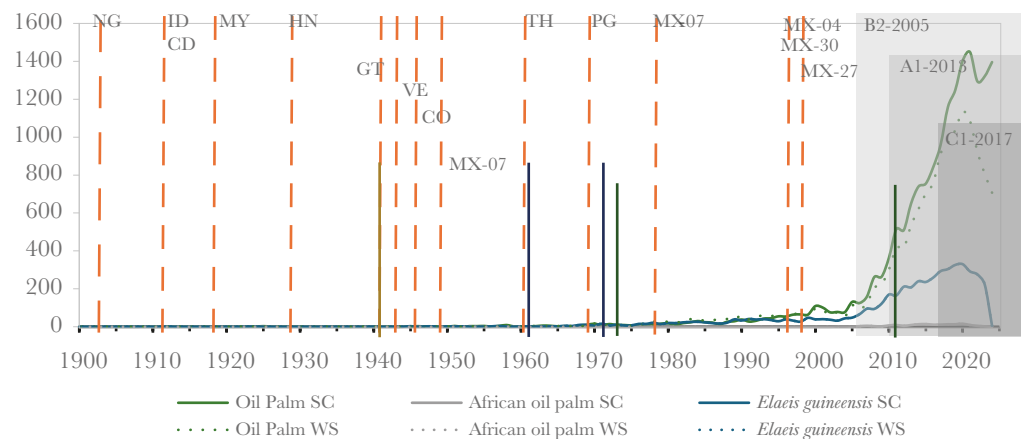 1600
1400
1200
1000
800
600
400
200
0
NG
ID
CD
MY
HN
GT
VE
CO
MX-07
TH
PG
MX07
MX-04
MX-30
MX-27
B2-2005
A1-2013
C1-2017
1900 1910 1920 1930 1940 1950 1960 1970 1980 1990 2000 2010 2020
Oil Palm SC African oil palm SC Elaeis guineensis SC
Oil Palm WS African oil palm WS Elaeis guineensis WS